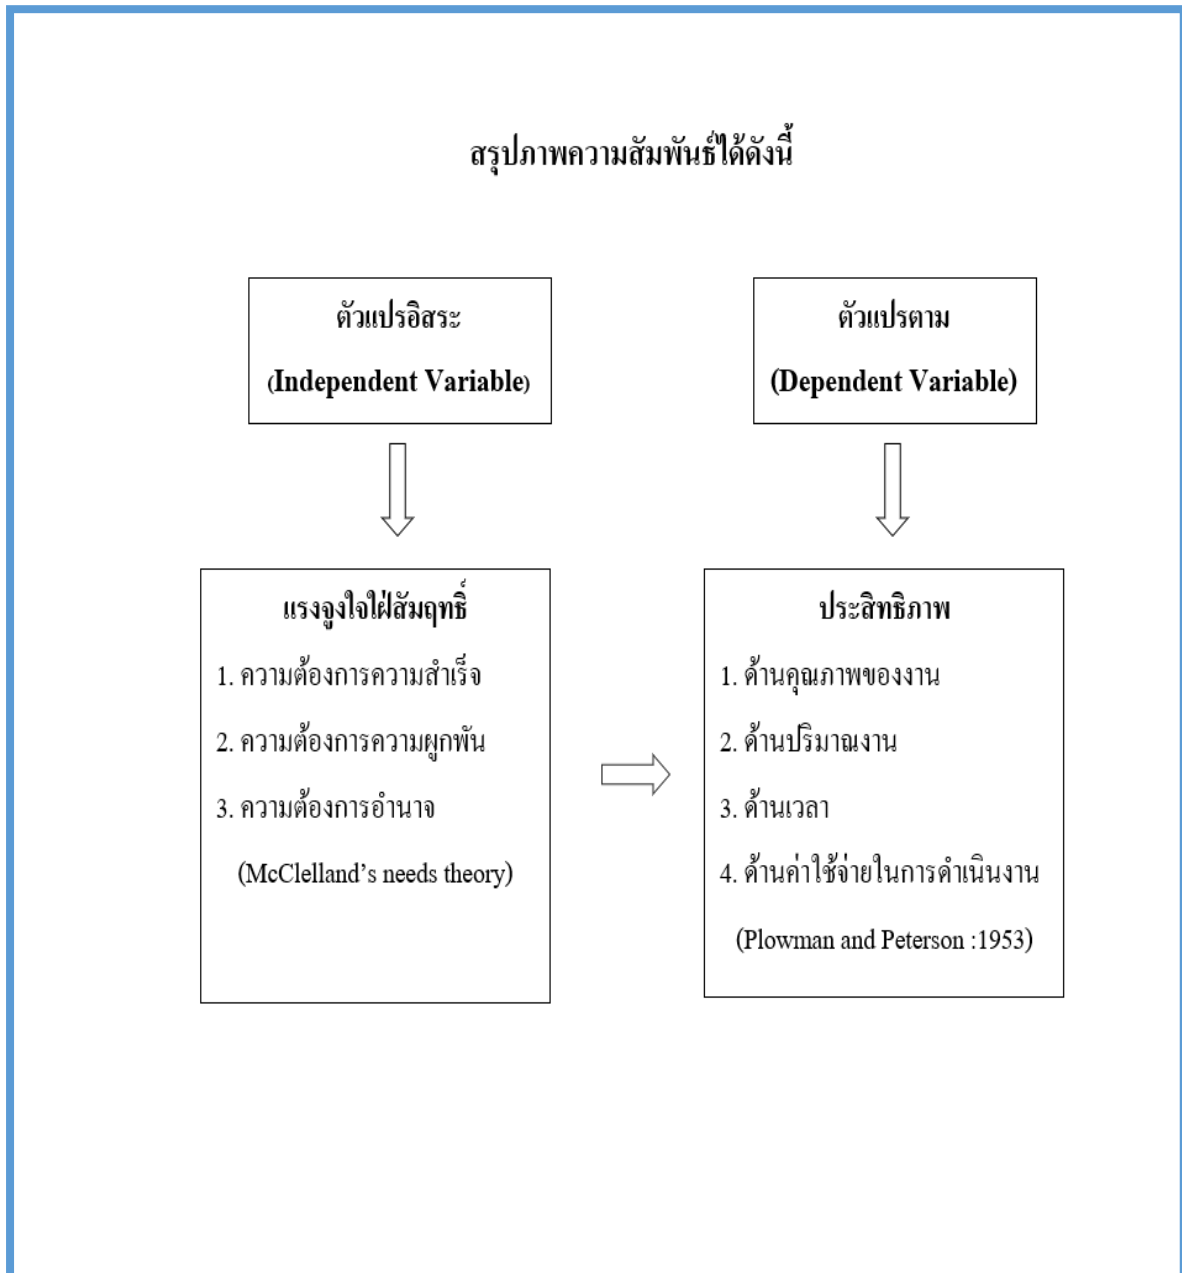 สรุปภาพความสัมพันธ์ได้ดังนี้
ตัวแปรอิสระ
(Independent Variable)
ตัวแปรตาม
(Dependent Variable)
แรงจูงใจใฝ่สัมฤทธิ์
1. ความต้องการความสำเร็จ
2. ความต้องการความผูกพัน
3. ความต้องการอำนาจ
(McClelland’s needs theory)
ประสิทธิภาพ
1. ด้านคุณภาพของงาน
2. ด้านปริมาณงาน
3. ด้านเวลา
4. ด้านค่าใช้จ่ายในการดำเนินงาน
(Plowman and Peterson :1953)